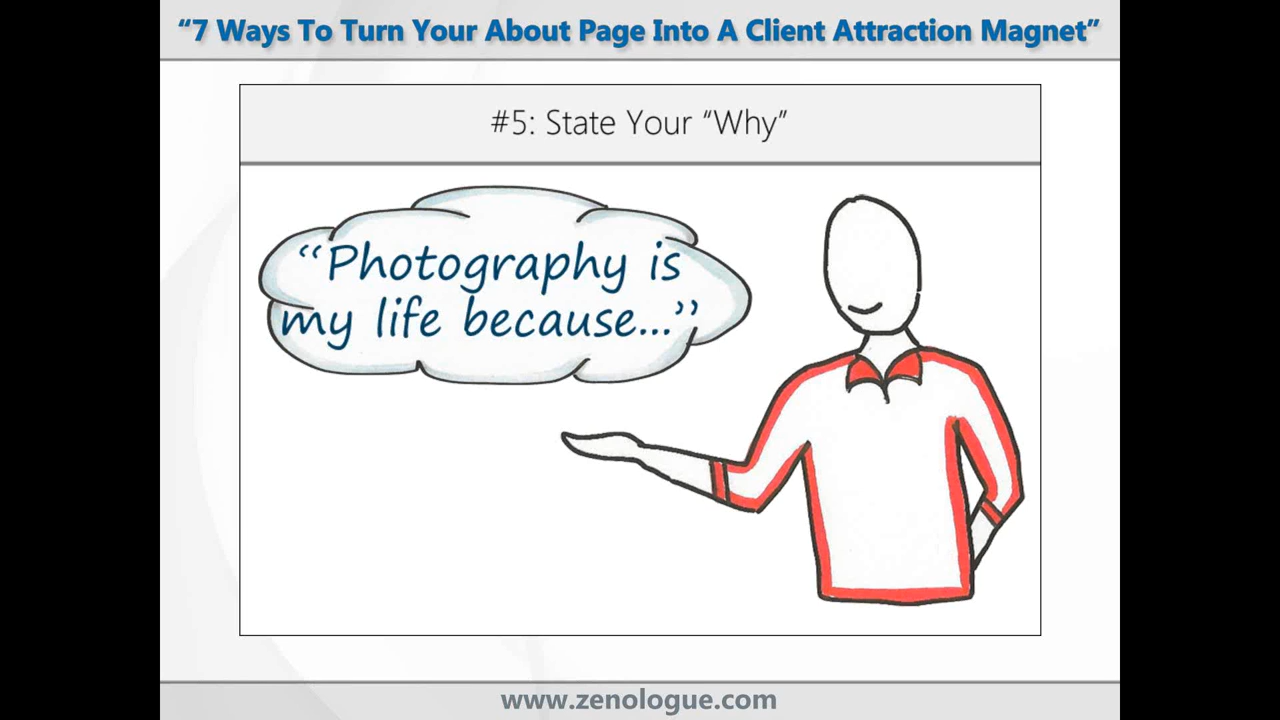 “7 Ways To Turn Your About Page Into A Client Attraction Magnet”
#5: State Your “Why”
“Photography is
my life because...”
www.zenologue.com